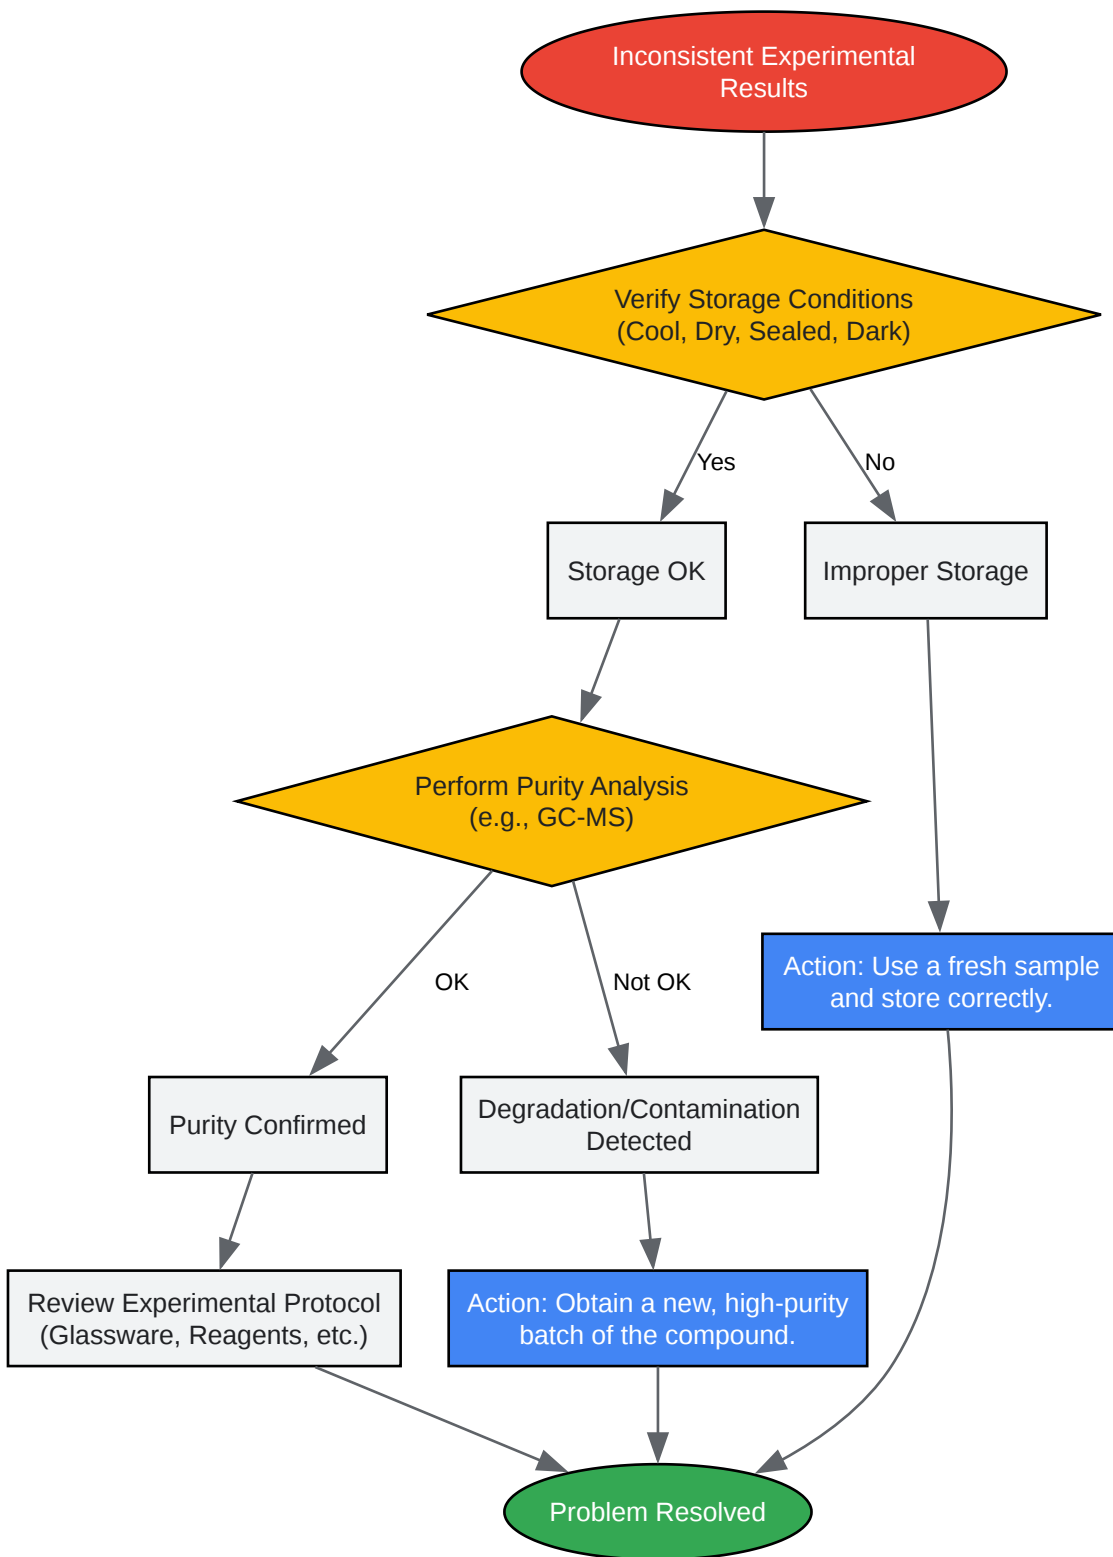 Inconsistent Experimental
Results
Verify Storage Conditions
(Cool, Dry, Sealed, Dark)
Yes
No
Storage OK
Improper Storage
Perform Purity Analysis
(e.g., GC-MS)
Action: Use a fresh sample
and store correctly.
OK
Not OK
Purity Confirmed
Degradation/Contamination
Detected
Review Experimental Protocol
(Glassware, Reagents, etc.)
Action: Obtain a new, high-purity
batch of the compound.
Problem Resolved